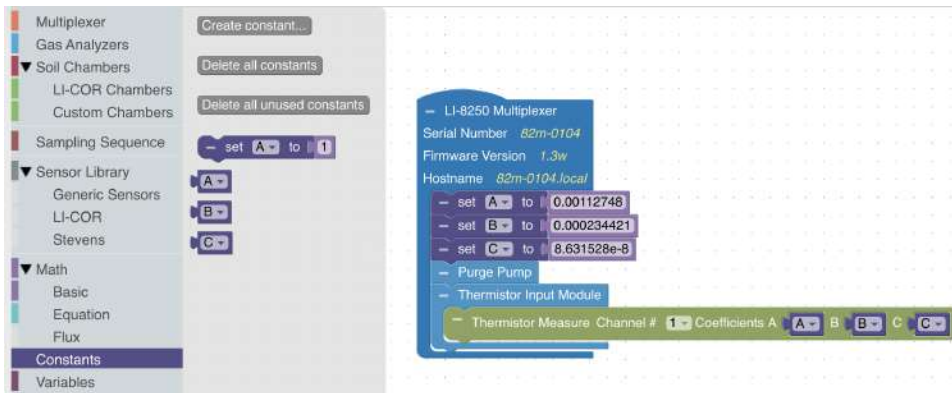 Multiplexer
Gas Analyzers
Soil Chambers
LI-COR Chambers
Custom Chambers
Sampling Sequence
Sensor Library
Generic Sensors
LI-COR
Stevens
Math
Basic
Equation
Flux
Constants
Variables
Create constant...
Delete all constants
Delete all unused constants
set A to 1
A
B
C
LI-8250 Multiplexer
Serial Number 82m-0104
Firmware Version 1.3w
Hostname 82m-0104.local
set A to 0.00112748
set B to 0.000234421
set C to 8.631528e-8
Purge Pump
Thermistor Input Module
Thermistor Measure Channel # 1 Coefficients A A B B C C